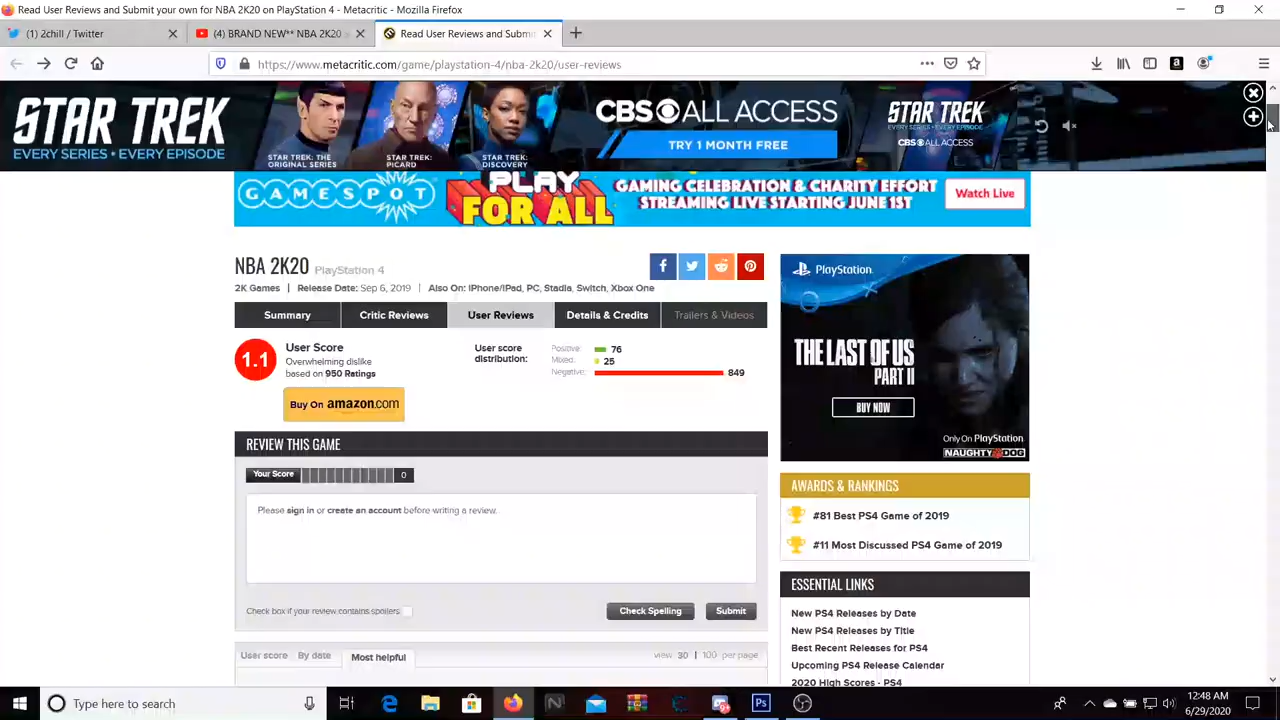 Read User Reviews and Submit your own for NBA 2K20 on PlayStation 4 - Metacritic - Mozilla Firefox
(1) 2chill / Twitter
(4) BRAND NEW** NBA 2K20
Read User Reviews and Submi
https://www.metacritic.com/game/playstation-4/nba-2k20/user-reviews
STAR TREK
EVERY SERIES • EVERY EPISODE
STAR TREK:
THE
ORIGINAL SERIES
STAR TREK:
PICARD
STAR TREK:
DISCOVERY
CBS ALL ACCESS
TRY 1 MONTH FREE
STAR TREK
EVERY SERIES • EVERY EPISODE
CBS ALL ACCESS
GAMESPOT
PLAY
FOR ALL
GAMING CELEBRATION & CHARITY EFFORT
STREAMING LIVE STARTING JUNE 1ST
Watch Live
NBA 2K20 PlayStation 4
2K Games | Release Date: Sep 6, 2019 | Also On: iPhone/iPad, PC, Stadia, Switch, Xbox One
Summary
Critic Reviews
User Reviews
Details & Credits
Trailers & Videos
1.1
User Score
Overwhelming dislike
based on 950 Ratings
Buy On amazon.com
User score
distribution:
Positive: 76
Mixed: 25
Negative: 849
REVIEW THIS GAME
Your Score 0
Please sign in or create an account before writing a review.
Check box if your review contains spoilers
Check Spelling
Submit
User score
By date
Most helpful
view 30 | 100 per page
PlayStation.
THE LAST OF US
PART II
BUY NOW
Only On PlayStation.
NAUGHTY DOG
AWARDS & RANKINGS
#81 Best PS4 Game of 2019
#11 Most Discussed PS4 Game of 2019
ESSENTIAL LINKS
New PS4 Releases by Date
New PS4 Releases by Title
Best Recent Releases for PS4
Upcoming PS4 Release Calendar
2020 High Scores - PS4
Type here to search
12:48 AM
6/29/2020